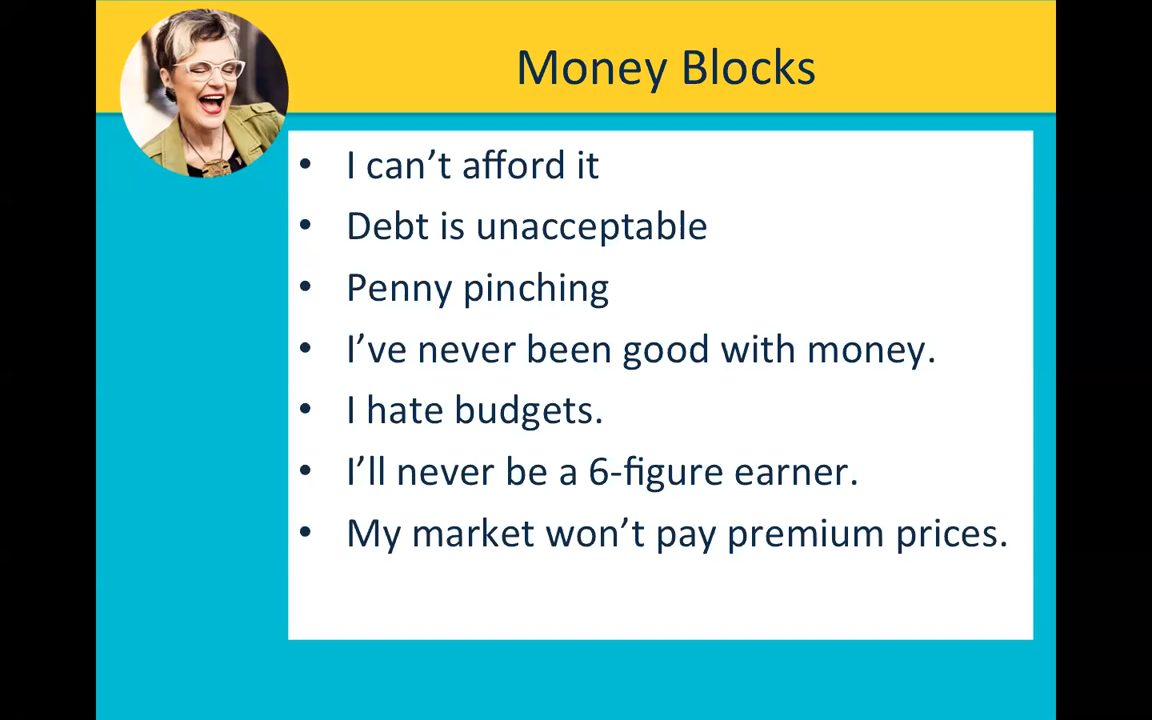 Money Blocks
• I can’t afford it
• Debt is unacceptable
• Penny pinching
• I’ve never been good with money.
• I hate budgets.
• I’ll never be a 6-figure earner.
• My market won’t pay premium prices.